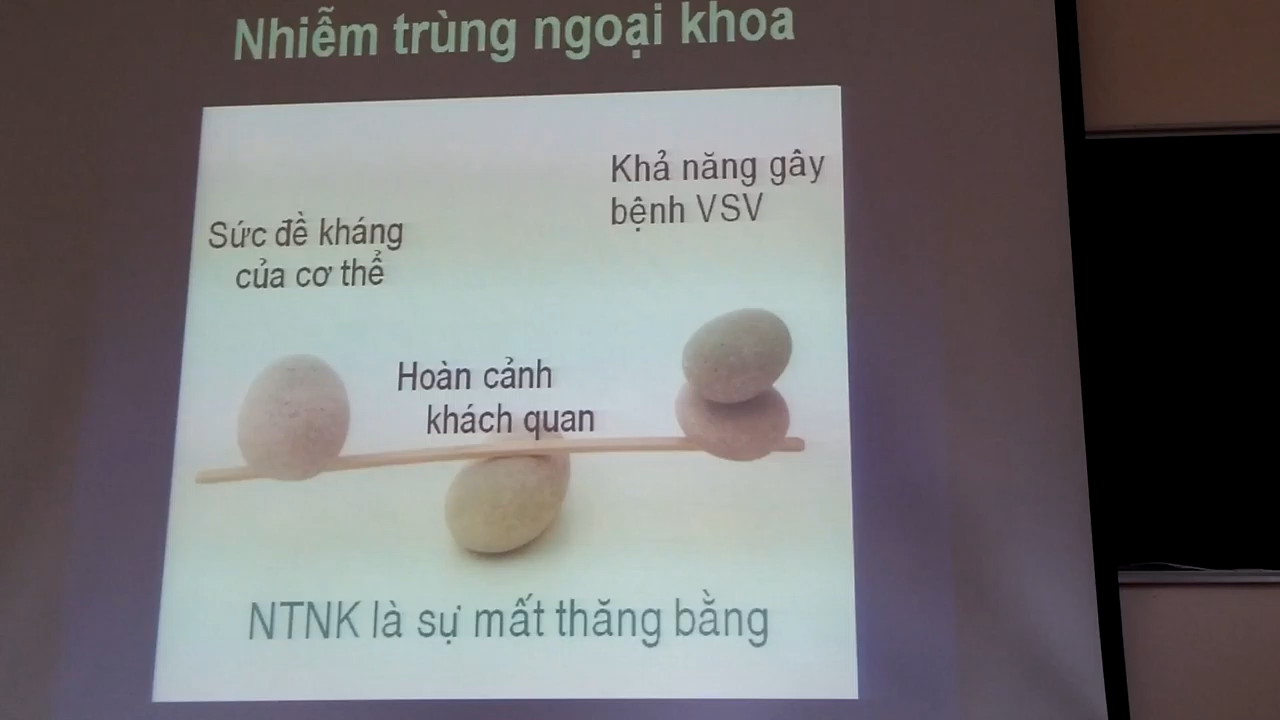 Nhiễm trùng ngoại khoa
Khả năng gây
bệnh VSV
Sức đề kháng
của cơ thể
Hoàn cảnh
khách quan
NTNK là sự mất thăng bằng